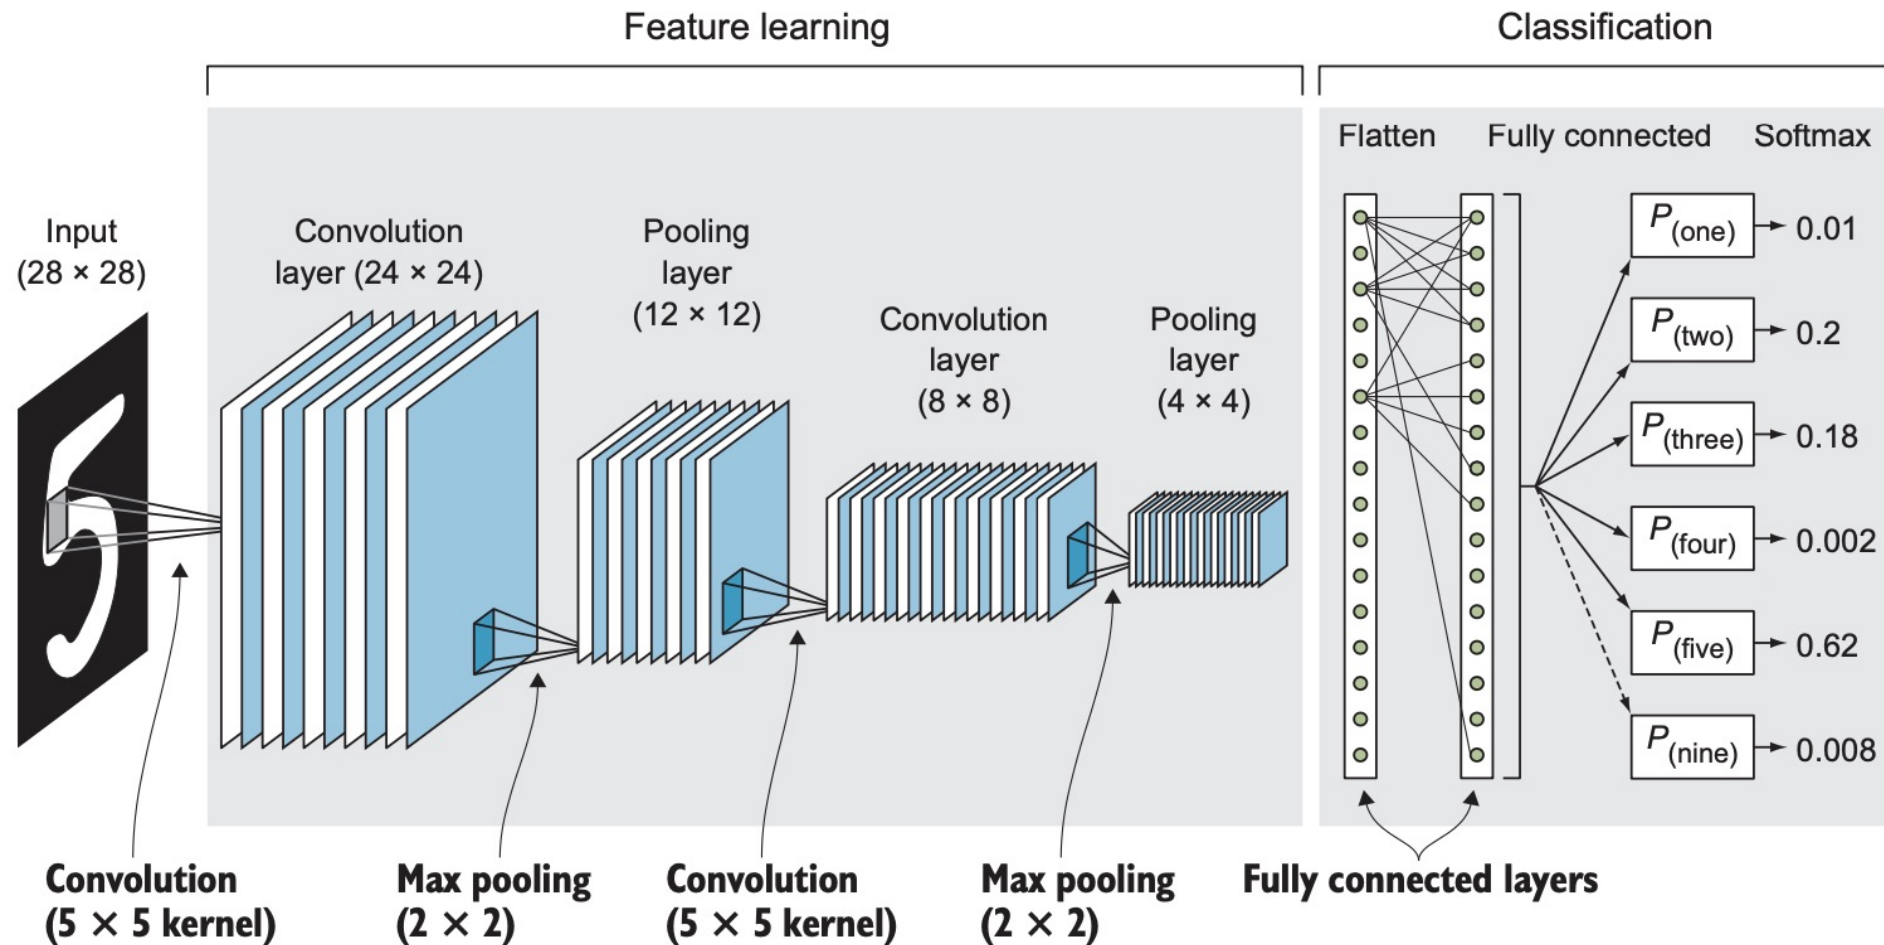 Feature learning
Classification
Input
(28 × 28)
Convolution
layer (24 × 24)
Pooling
layer
(12 × 12)
Convolution
layer
(8 × 8)
Pooling
layer
(4 × 4)
Flatten
Fully connected
Softmax
P(one)
0.01
P(two)
0.2
P(three)
0.18
P(four)
0.002
P(five)
0.62
P(nine)
0.008
Convolution
(5 × 5 kernel)
Max pooling
(2 × 2)
Convolution
(5 × 5 kernel)
Max pooling
(2 × 2)
Fully connected layers